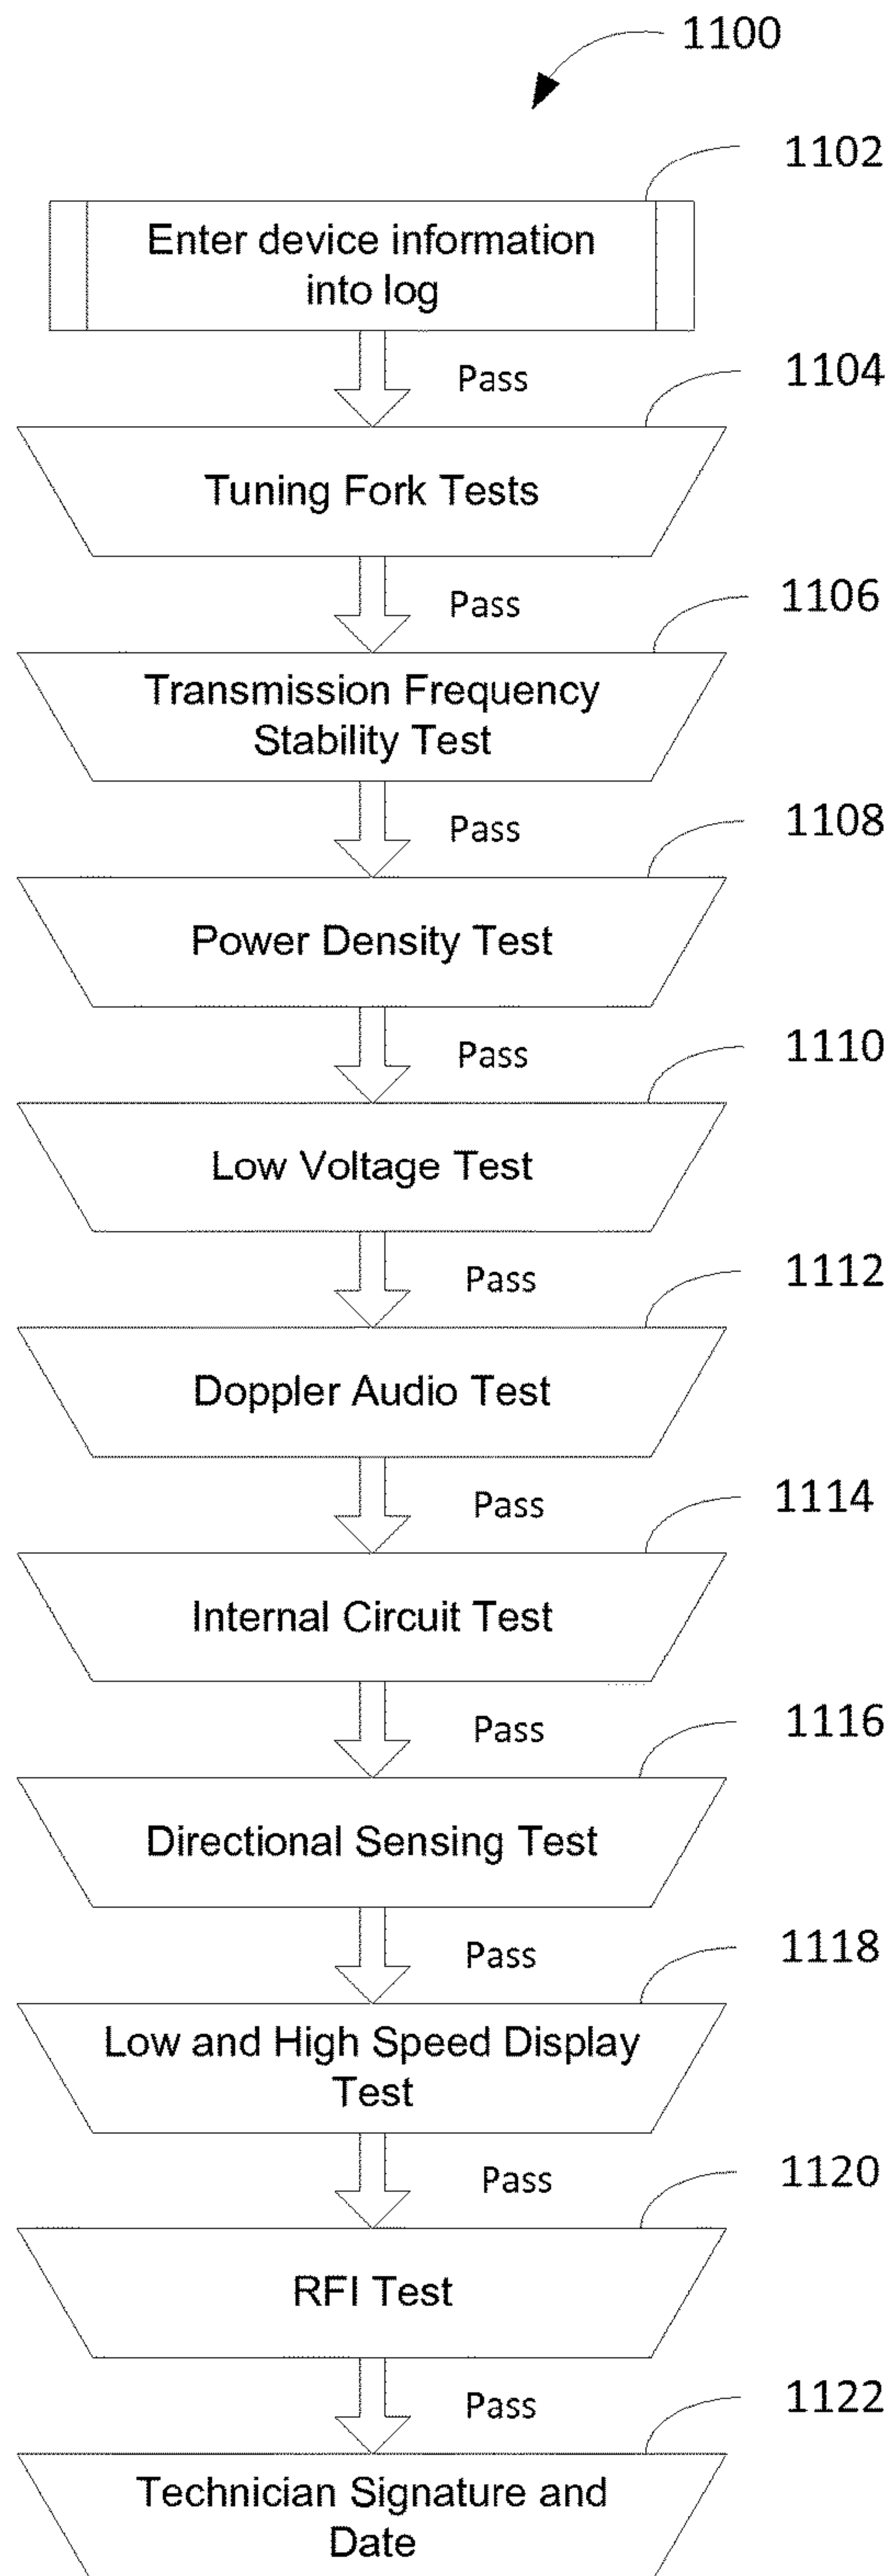 1100
1102
Enter device information
into log
Pass
1104
Tuning Fork Tests
Pass
1106
Transmission Frequency
Stability Test
Pass
1108
Power Density Test
Pass
1110
Low Voltage Test
Pass
1112
Doppler Audio Test
Pass
1114
Internal Circuit Test
Pass
1116
Directional Sensing Test
Pass
1118
Low and High Speed Display
Test
Pass
1120
RFI Test
Pass
1122
Technician Signature and
Date